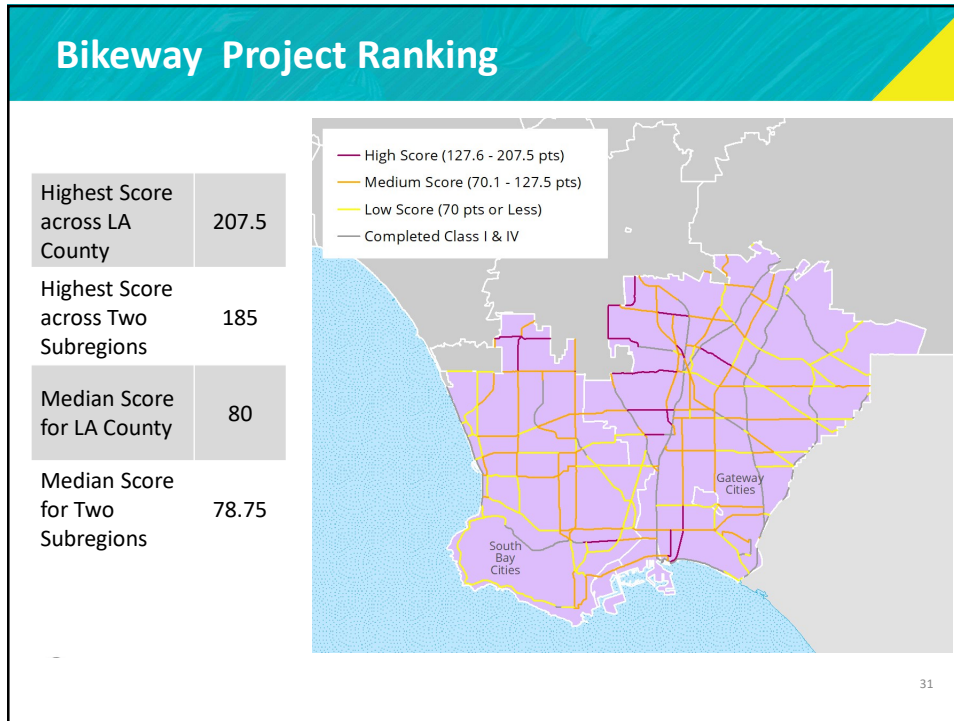 Bikeway  Project Ranking
Highest Score
across LA
County
207.5
Highest Score
across Two
Subregions
185
Median Score
for LA County
80
Median Score
for Two
Subregions
78.75
High Score (127.6 - 207.5 pts)
Medium Score (70.1 - 127.5 pts)
Low Score (70 pts or Less)
Completed Class I & IV
Gateway
Cities
South
Bay
Cities
31